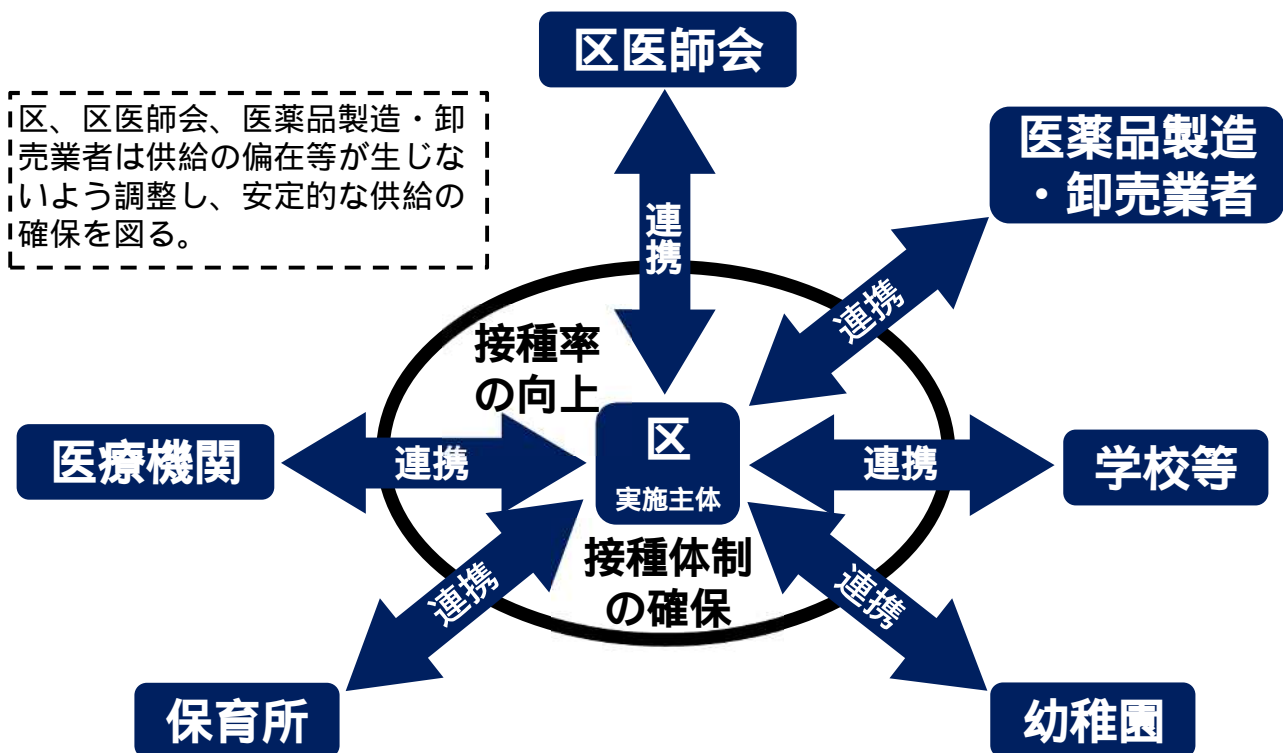 区医師会
区、区医師会、医薬品製造・卸
売業者は供給の偏在等が生じな
いよう調整し、安定的な供給の
確保を図る。
医薬品製造
・卸売業者
連携
連携
接種率
の向上
医療機関
連携
区
実施主体
連携
学校等
接種体制
の確保
連携
連携
保育所
幼稚園